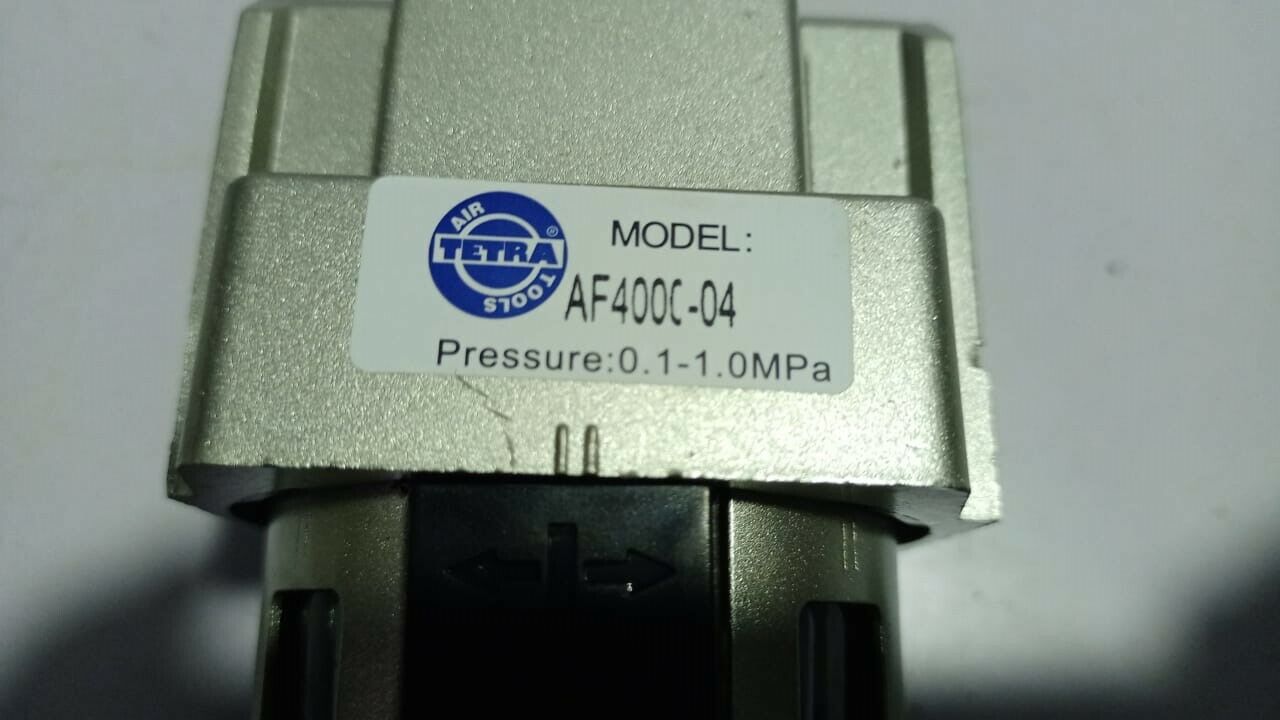 AIR
TETRA®
TOOLS
MODEL:
AF4000-04
Pressure:0.1-1.0MPa